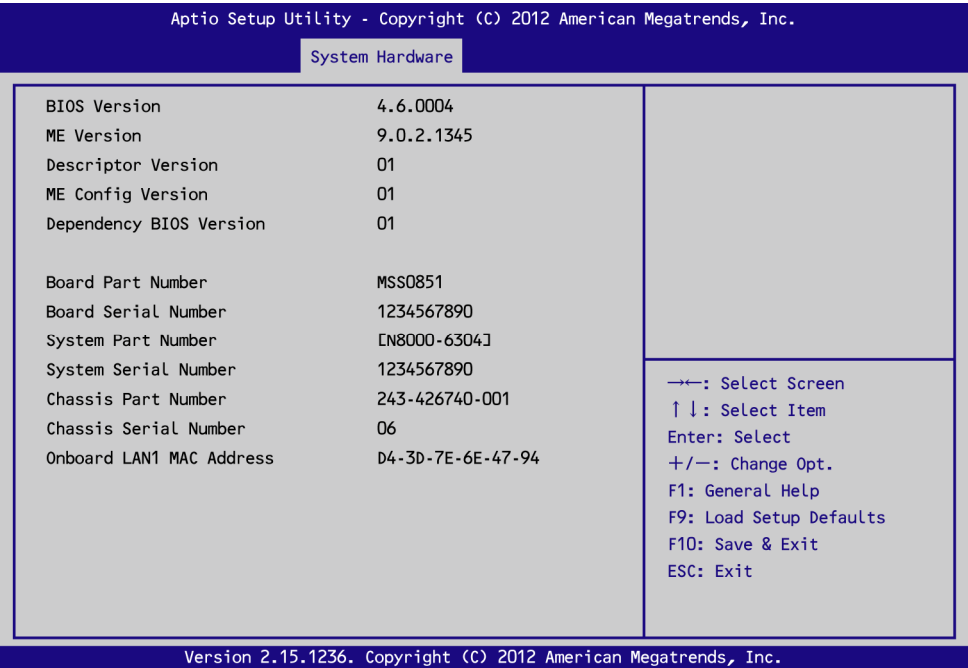 Aptio Setup Utility - Copyright (C) 2012 American Megatrends, Inc.
System Hardware
BIOS Version 4.6.0004
ME Version 9.0.2.1345
Descriptor Version 01
ME Config Version 01
Dependency BIOS Version 01
Board Part Number MSS0851
Board Serial Number 1234567890
System Part Number [N8000-6304]
System Serial Number 1234567890
Chassis Part Number 243-426740-001
Chassis Serial Number 06
Onboard LAN1 MAC Address D4-3D-7E-6E-47-94
→←: Select Screen
↑↓: Select Item
Enter: Select
+/−: Change Opt.
F1: General Help
F9: Load Setup Defaults
F10: Save & Exit
ESC: Exit
Version 2.15.1236. Copyright (C) 2012 American Megatrends, Inc.